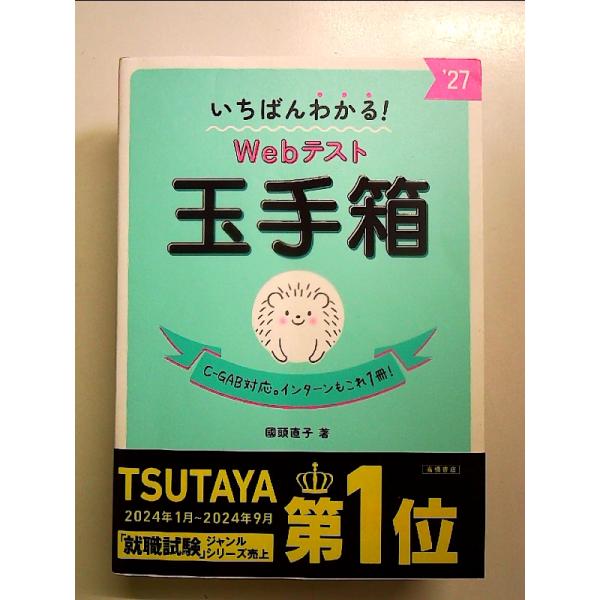 '27
いちばんわかる!
Webテスト
玉手箱
C-GAB対応。インターンもこれ1冊!
國頭直子 著
高橋書店
TSUTAYA
2024年1月~2024年9月
「就職試験」ジャンル
シリーズ売上
第1位